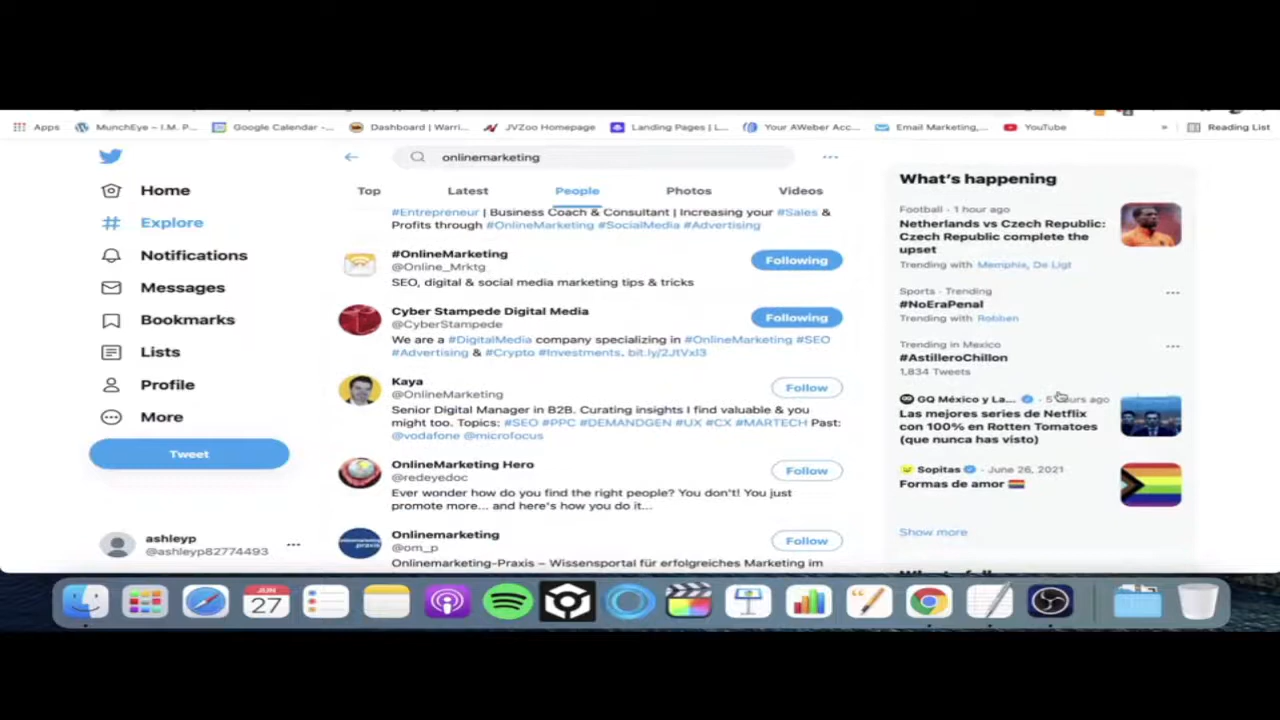 Apps
MunchEye – I.M. P...
Google Calendar -...
Dashboard | Warri...
JVZoo Homepage
Landing Pages | L...
Your AWeber Acc...
Email Marketing,...
YouTube
»
Reading List
onlinemarketing
Home
Explore
Notifications
Messages
Bookmarks
Lists
Profile
More
Tweet
ashleyp
@ashleyp82774493
Top
Latest
People
Photos
Videos
#Entrepreneur | Business Coach & Consultant | Increasing your #Sales &
Profits through #OnlineMarketing #SocialMedia #Advertising
#OnlineMarketing
@Online_Mrktg
Following
SEO, digital & social media marketing tips & tricks
Cyber Stampede Digital Media
@CyberStampede
Following
We are a #DigitalMedia company specializing in #OnlineMarketing #SEO
#Advertising & #Crypto #Investments. bit.ly/2J1Vxl3
Kaya
@OnlineMarketing
Follow
Senior Digital Manager in B2B. Curating insights I find valuable & you
might too. Topics: #SEO #PPC #DEMANDGEN #UX #CX #MARTECH Past:
@vodafone @microfocus
OnlineMarketing Hero
@redeyedoc
Follow
Ever wonder how do you find the right people? You don't! You just
promote more... and here's how you do it...
Onlinemarketing
@om_p
Follow
Onlinemarketing-Praxis – Wissensportal für erfolgreiches Marketing im
What's happening
Football · 1 hour ago
Netherlands vs Czech Republic:
Czech Republic complete the
upset
Trending with Memphis, De Ligt
Sports · Trending
#NoEraPenal
Trending with Robben
Trending in Mexico
#AstilleroChillon
1,834 Tweets
GQ México y La... · 5 hours ago
Las mejores series de Netflix
con 100% en Rotten Tomatoes
(que nunca has visto)
Sopitas · June 26, 2021
Formas de amor
Show more
JUN
27